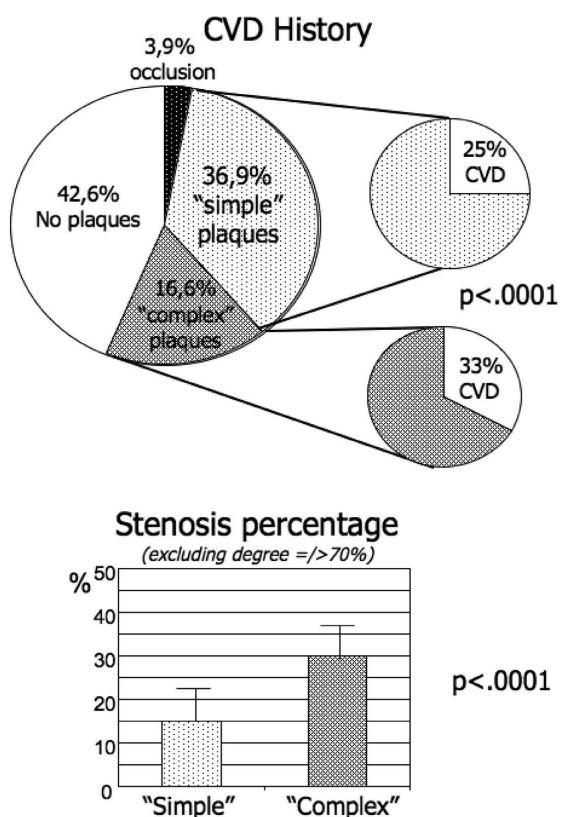 CVD History
3,9%
occlusion
42,6%
No plaques
36,9%
“simple”
plaques
16,6%
“complex”
plaques
25%
CVD
p<.0001
33%
CVD
Stenosis percentage
(excluding degree =/>70%)
%
50
40
30
20
10
0
p<.0001
“Simple”
“Complex”